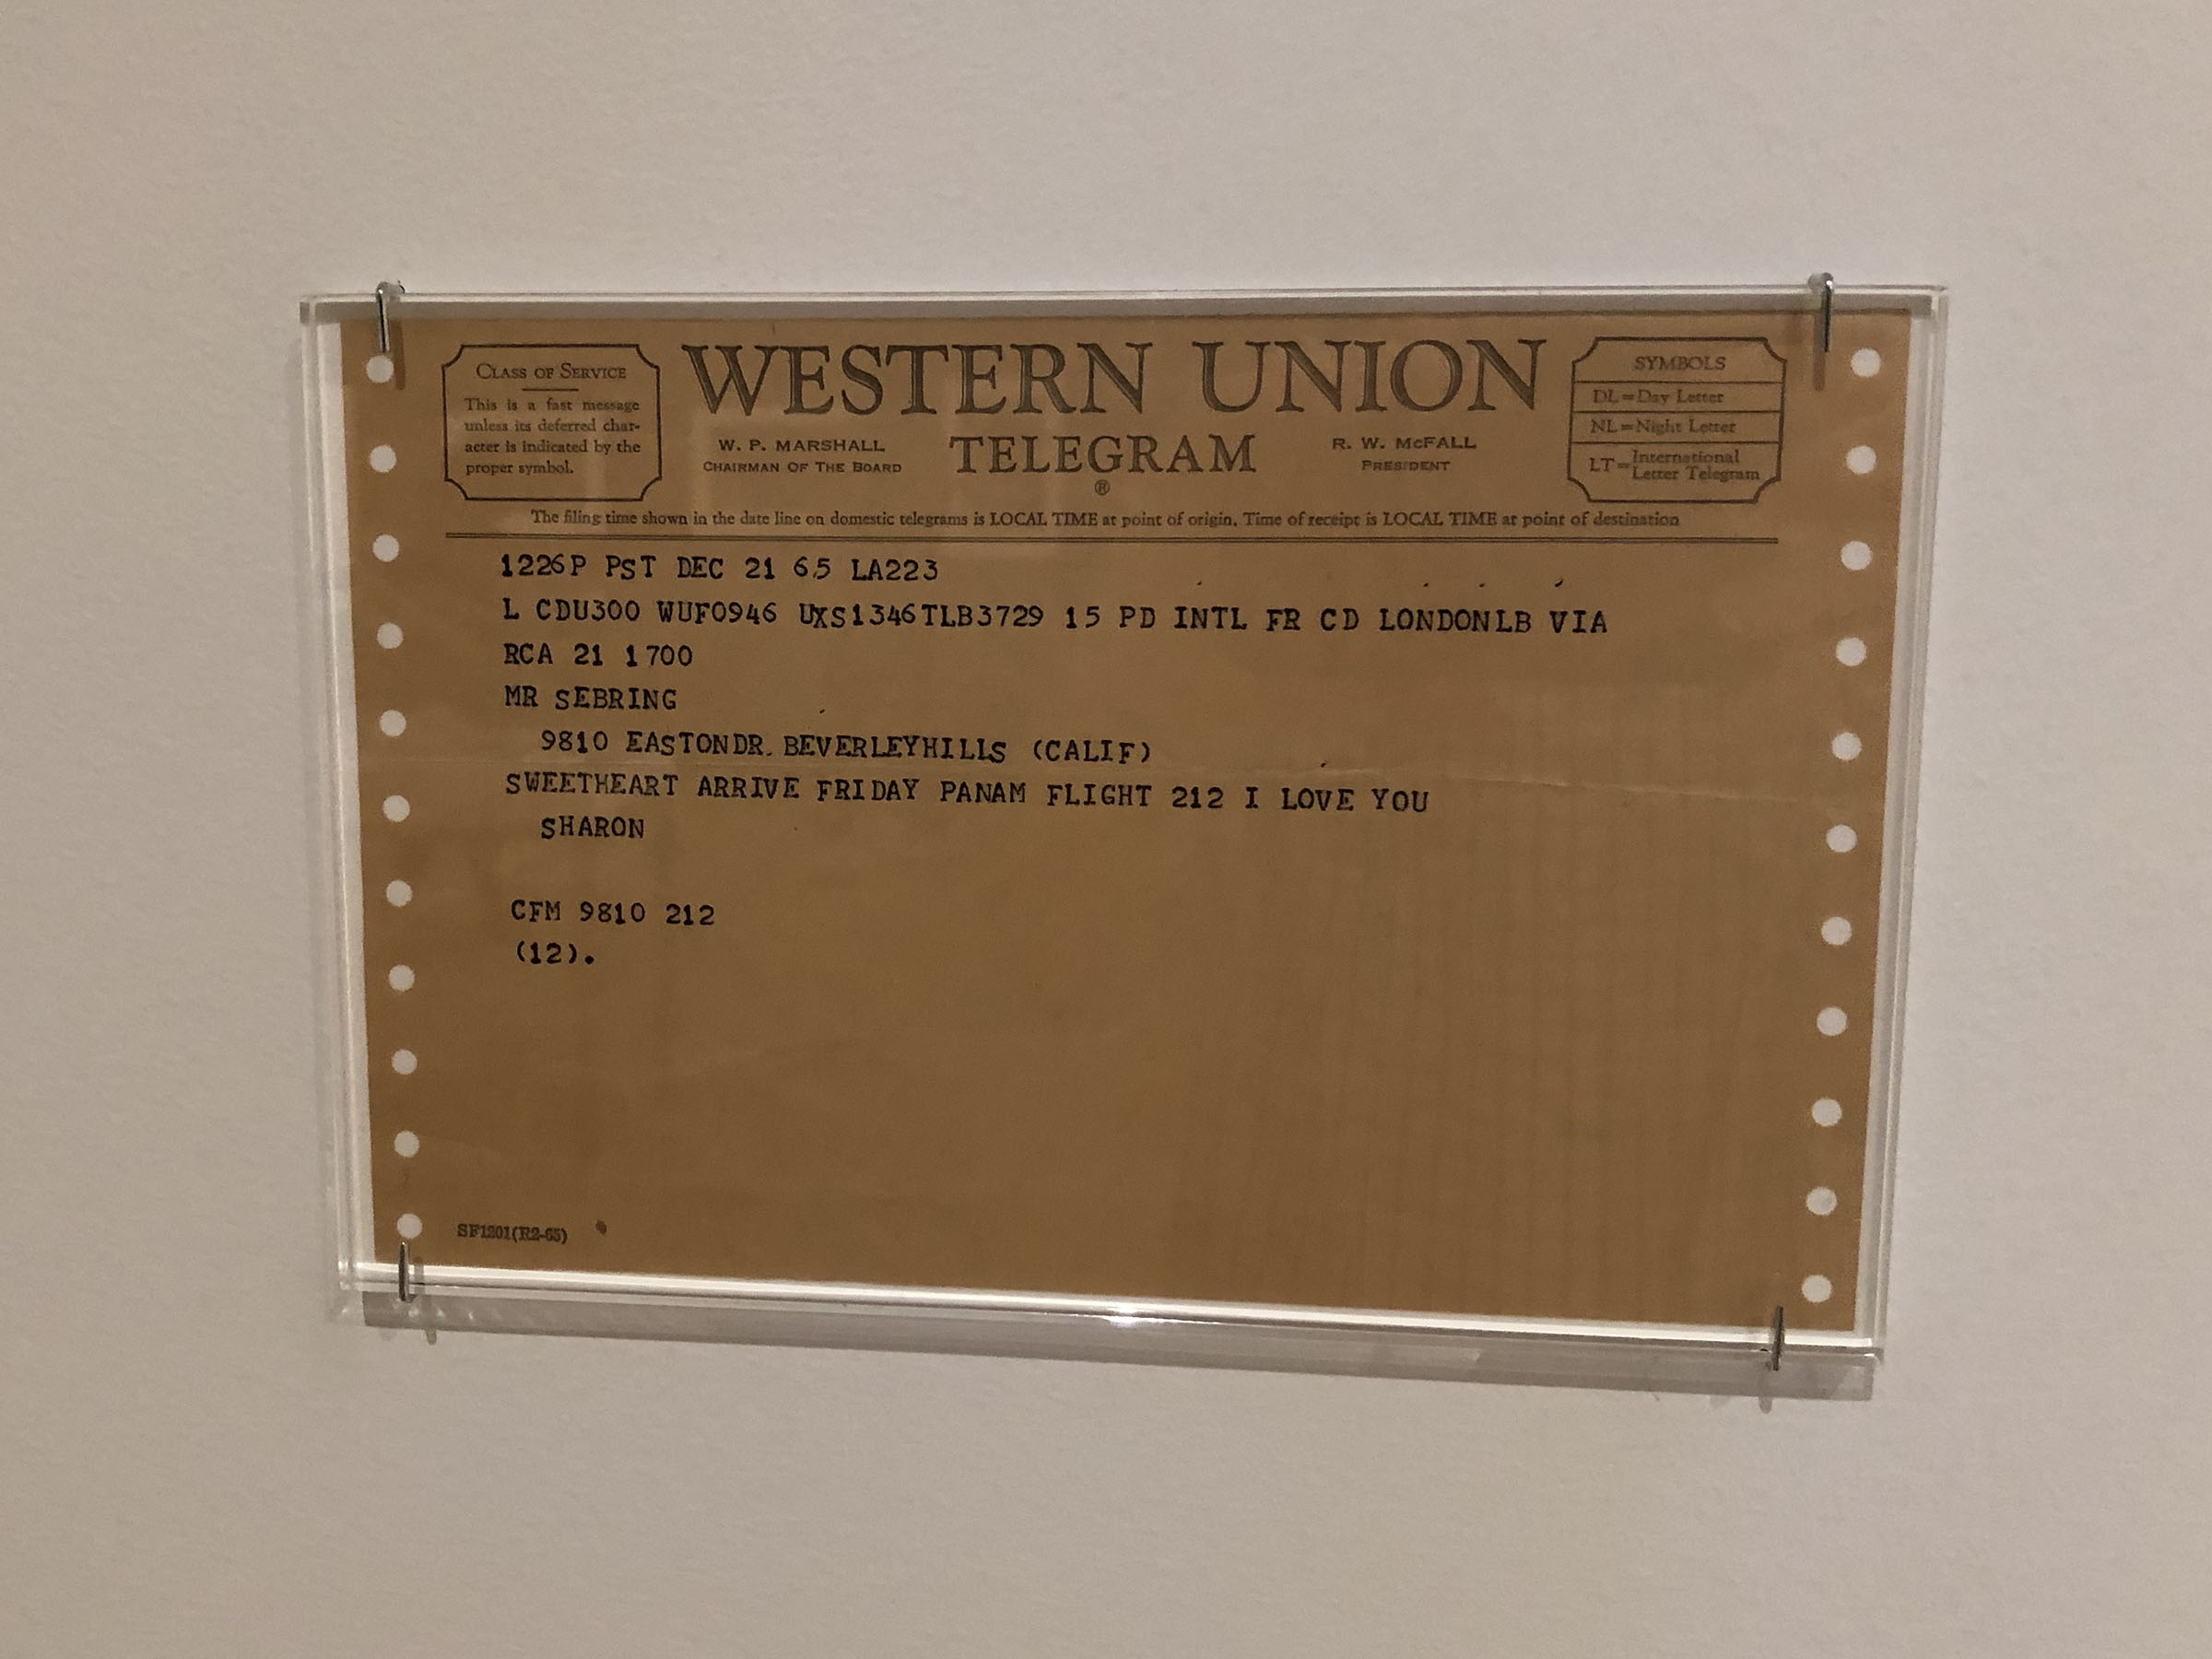 WESTERN UNION
TELEGRAM
®
CLASS OF SERVICE
This is a fast message
unless its deferred char-
acter is indicated by the
proper symbol.
W. P. MARSHALL
CHAIRMAN OF THE BOARD
R. W. McFALL
PRESIDENT
SYMBOLS
DL=Day Letter
NL=Night Letter
LT=International
Letter Telegram
The filing time shown in the date line on domestic telegrams is LOCAL TIME at point of origin. Time of receipt is LOCAL TIME at point of destination
1226P PST DEC 21 65 LA223
L CDU300 WUF0946 UXS1346TLB3729 15 PD INTL FR CD LONDONLB VIA
RCA 21 1700
MR SEBRING
9810 EASTONDR. BEVERLEYHILLS (CALIF)
SWEETHEART ARRIVE FRIDAY PANAM FLIGHT 212 I LOVE YOU
SHARON
CFM 9810 212
(12).
SF1201(R2-65)